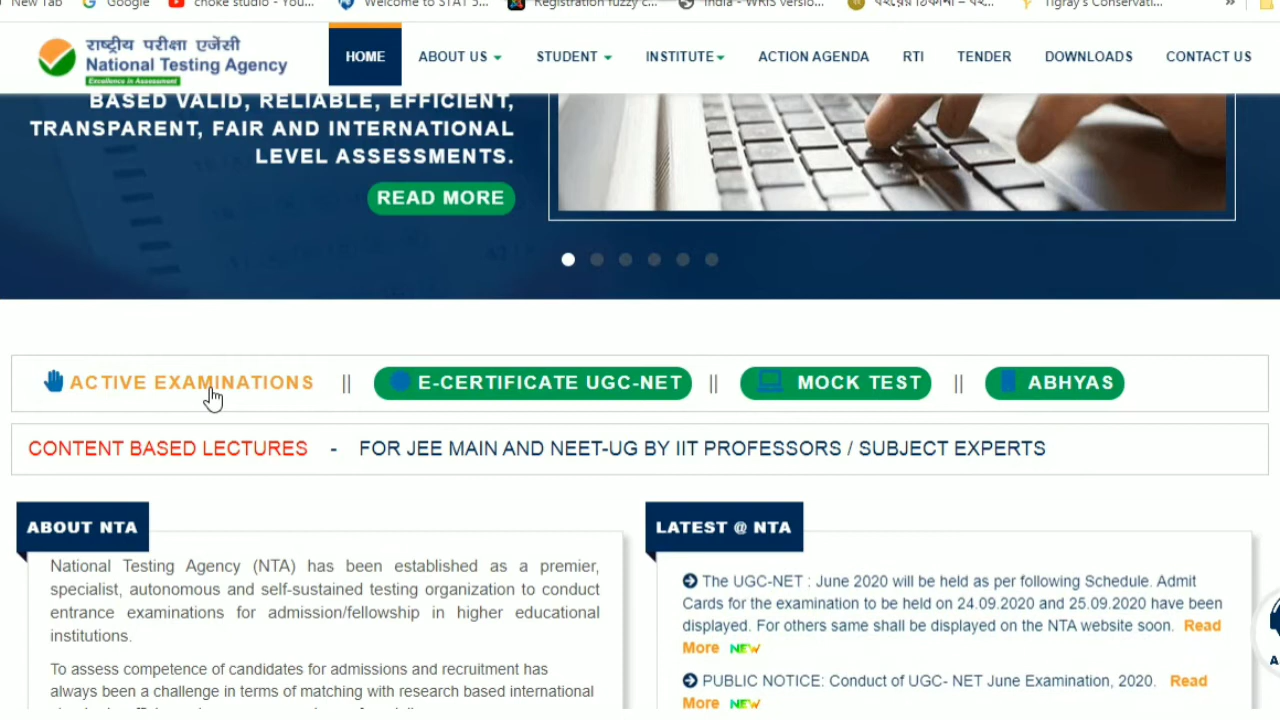 New Tab Google choke studio - You... Welcome to STAT 5... Registration fuzzy c... India - WRIS versio... Tigray's Conservati... »
राष्ट्रीय परीक्षा एजेंसी
National Testing Agency
Excellence in Assessment
HOME ABOUT US STUDENT INSTITUTE ACTION AGENDA RTI TENDER DOWNLOADS CONTACT US
BASED VALID, RELIABLE, EFFICIENT,
TRANSPARENT, FAIR AND INTERNATIONAL
LEVEL ASSESSMENTS.
READ MORE
ACTIVE EXAMINATIONS || E-CERTIFICATE UGC-NET || MOCK TEST || ABHYAS
CONTENT BASED LECTURES - FOR JEE MAIN AND NEET-UG BY IIT PROFESSORS / SUBJECT EXPERTS
ABOUT NTA
National Testing Agency (NTA) has been established as a premier,
specialist, autonomous and self-sustained testing organization to conduct
entrance examinations for admission/fellowship in higher educational
institutions.
To assess competence of candidates for admissions and recruitment has
always been a challenge in terms of matching with research based international
LATEST @ NTA
The UGC-NET : June 2020 will be held as per following Schedule. Admit
Cards for the examination to be held on 24.09.2020 and 25.09.2020 have been
displayed. For others same shall be displayed on the NTA website soon. Read
More NEW
PUBLIC NOTICE: Conduct of UGC- NET June Examination, 2020. Read
More NEW